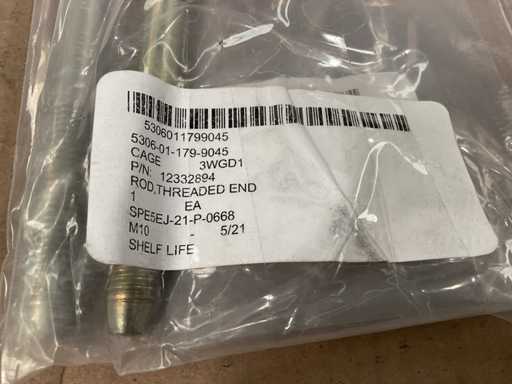 5306011799045
5306-01-179-9045
CAGE 3WGD1
P/N: 12332894
ROD,THREADED END
1 EA
SPE5EJ-21-P-0668
M10 - 5/21
SHELF LIFE